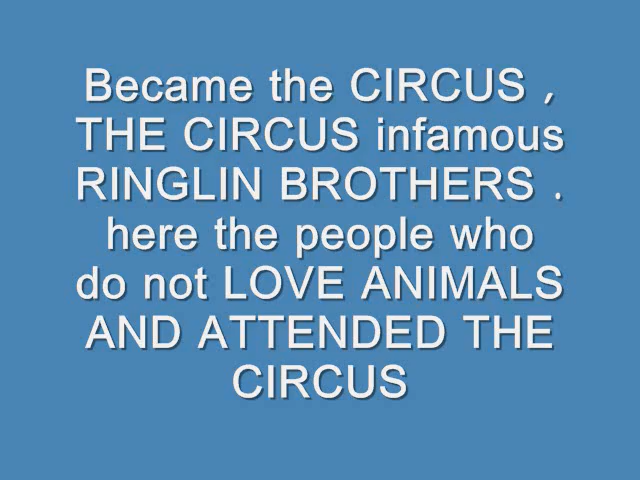 Became the CIRCUS ,
THE CIRCUS infamous
RINGLIN BROTHERS .
here the people who
do not LOVE ANIMALS
AND ATTENDED THE
CIRCUS